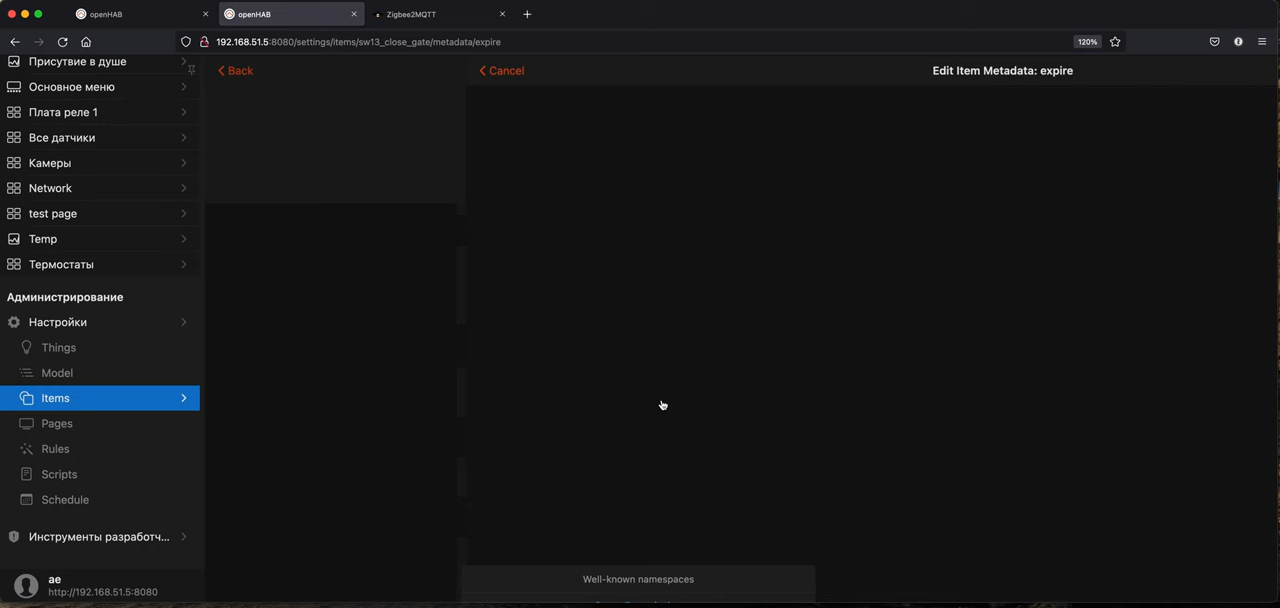 openHAB
openHAB
Zigbee2MQTT
192.168.51.5:8080/settings/items/sw13_close_gate/metadata/expire
120%
Присутвие в душе
Основное меню
Плата реле 1
Все датчики
Камеры
Network
test page
Temp
Термостаты
Администрирование
Настройки
Things
Model
Items
Pages
Rules
Scripts
Schedule
Инструменты разработч...
ae
http://192.168.51.5:8080
Back
Cancel
Edit Item Metadata: expire
Well-known namespaces